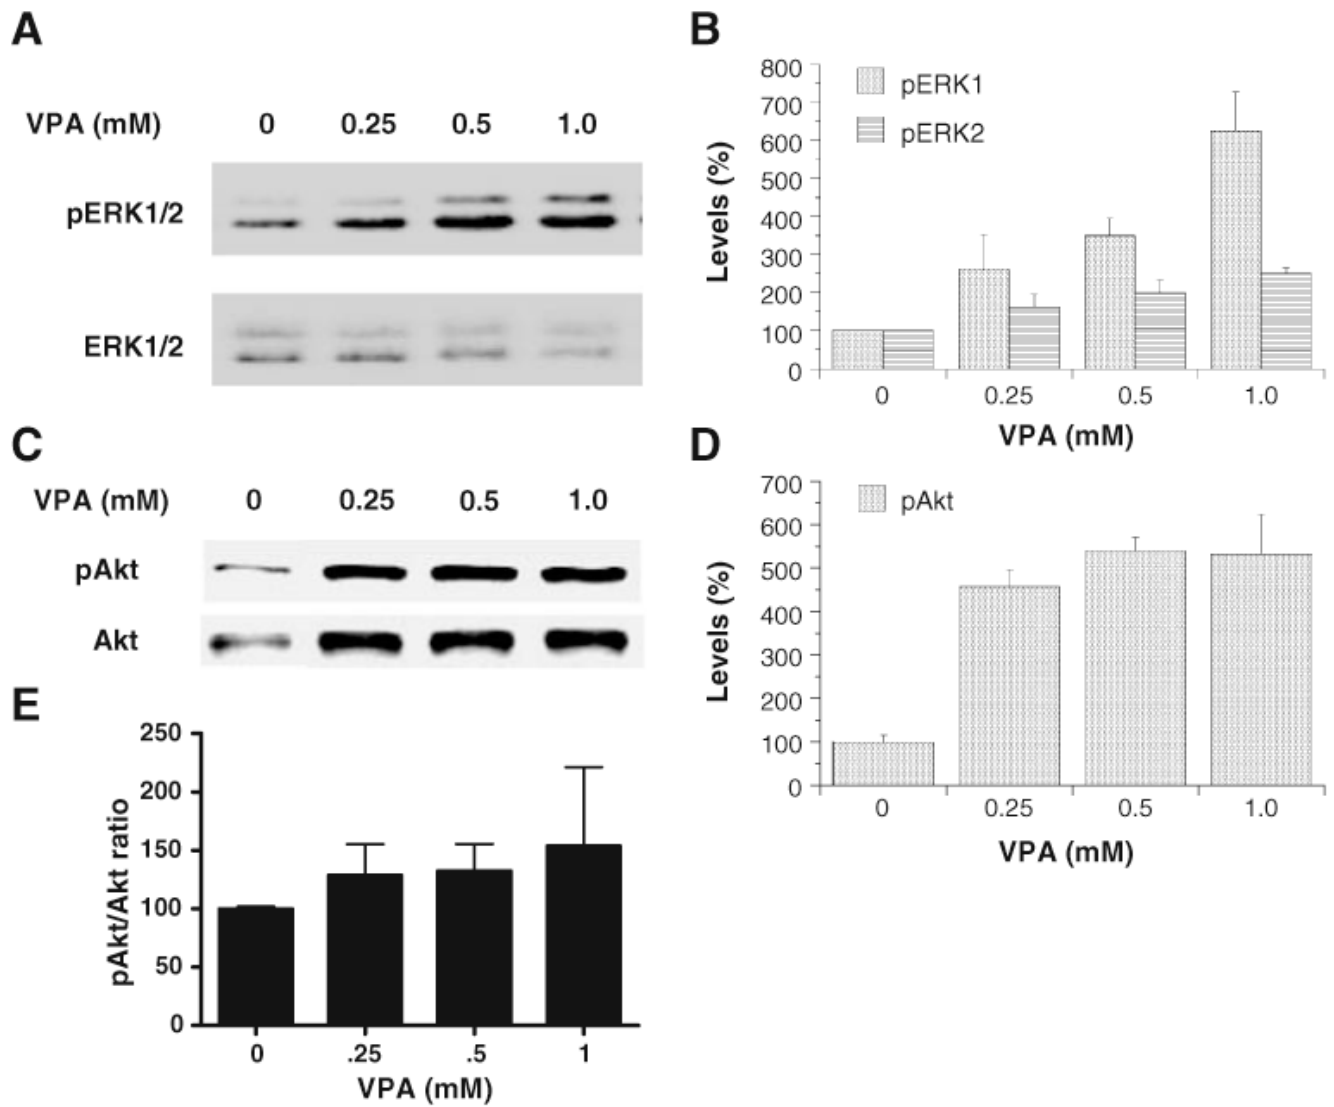 A
VPA (mM) 0 0.25 0.5 1.0
pERK1/2
ERK1/2
B
800
700
600
500
400
300
200
100
0
Levels (%)
pERK1
pERK2
0 0.25 0.5 1.0
VPA (mM)
C
VPA (mM) 0 0.25 0.5 1.0
pAkt
Akt
D
700
600
500
400
300
200
100
0
Levels (%)
pAkt
0 0.25 0.5 1.0
VPA (mM)
E
250
200
150
100
50
0
pAkt/Akt ratio
0 .25 .5 1
VPA (mM)